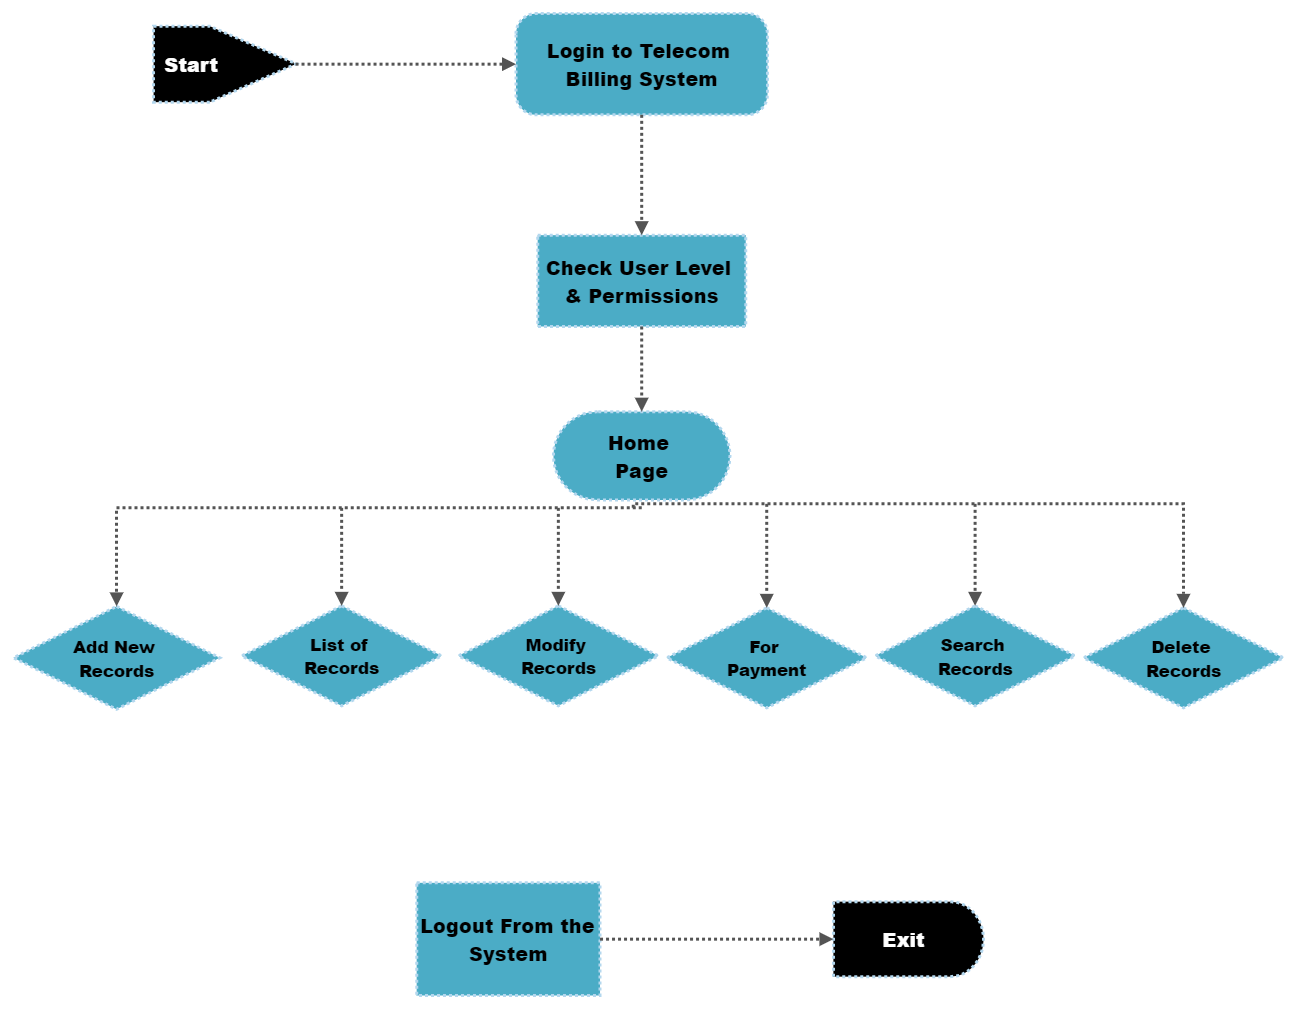 Start
Login to Telecom
Billing System
Check User Level
& Permissions
Home
Page
Add New
Records
List of
Records
Modify
Records
For
Payment
Search
Records
Delete
Records
Logout From the
System
Exit